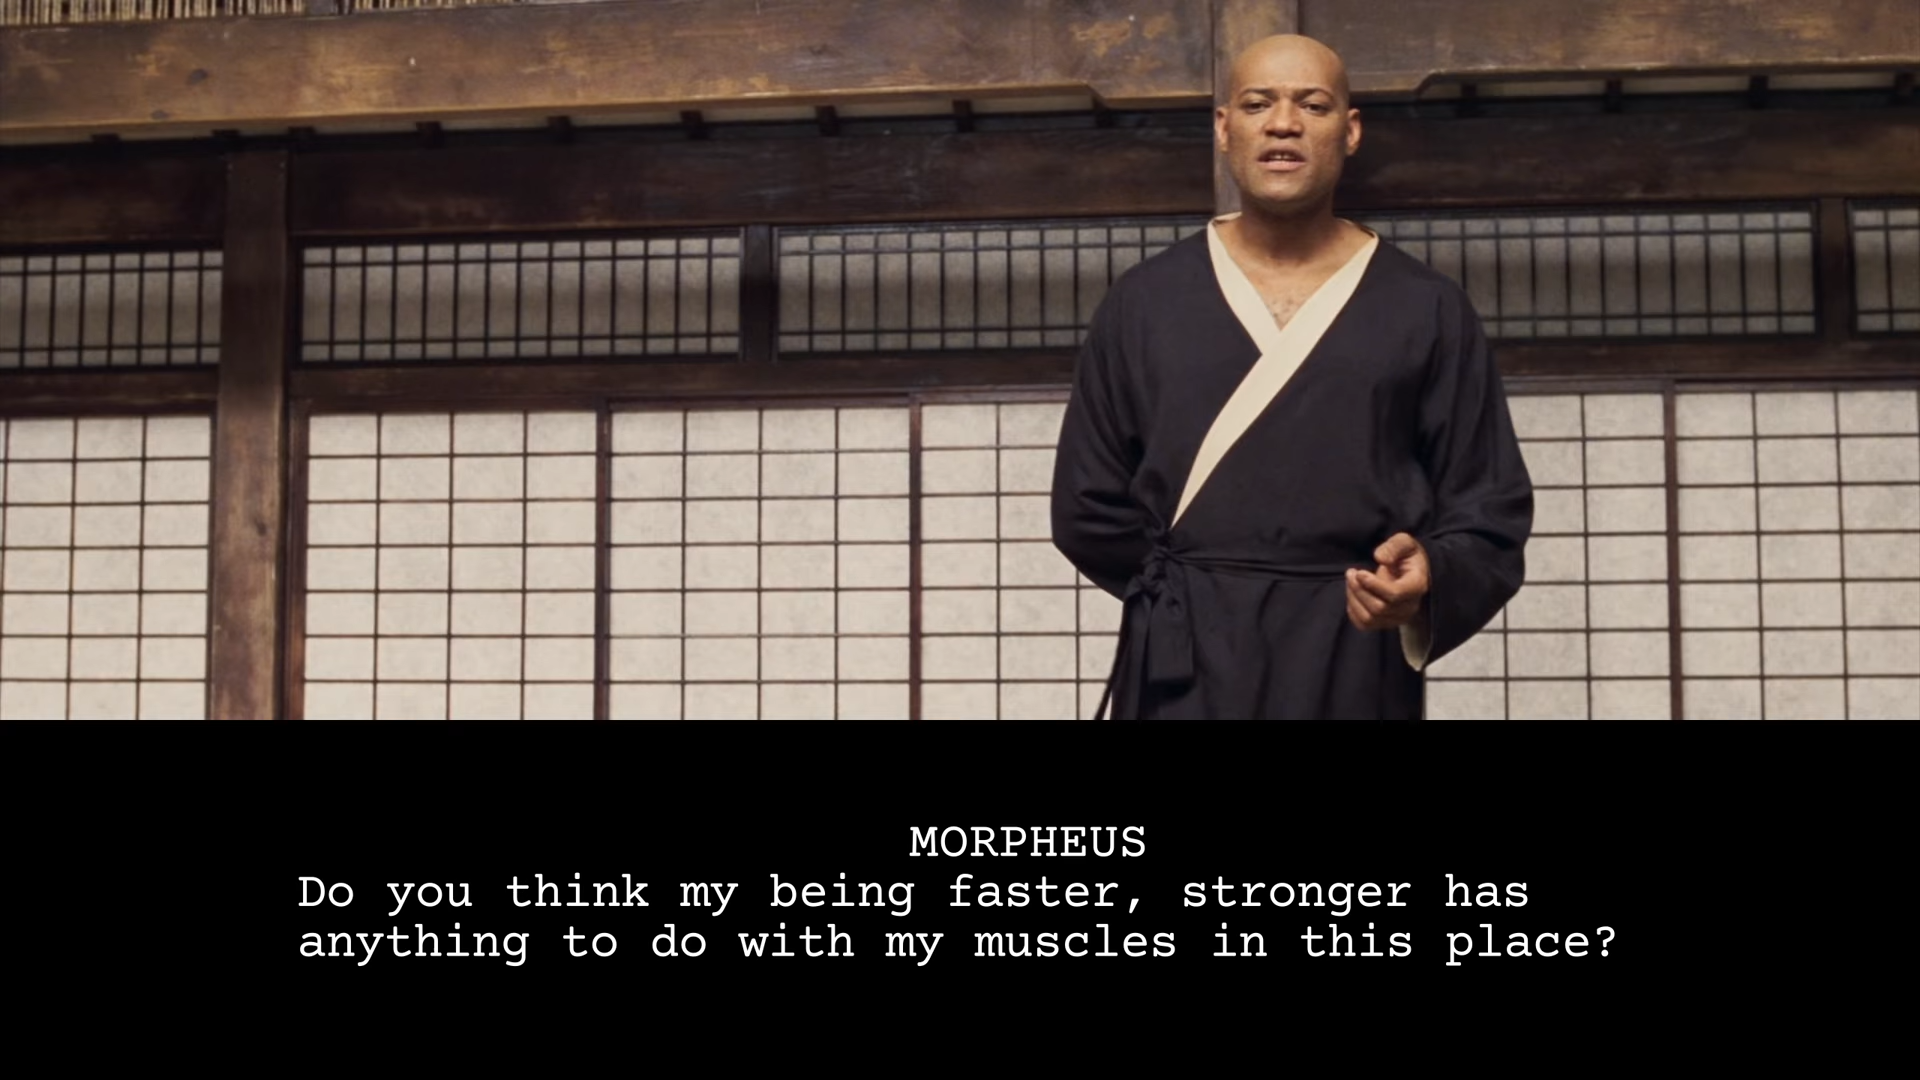 MORPHEUS
Do you think my being faster, stronger has
anything to do with my muscles in this place?